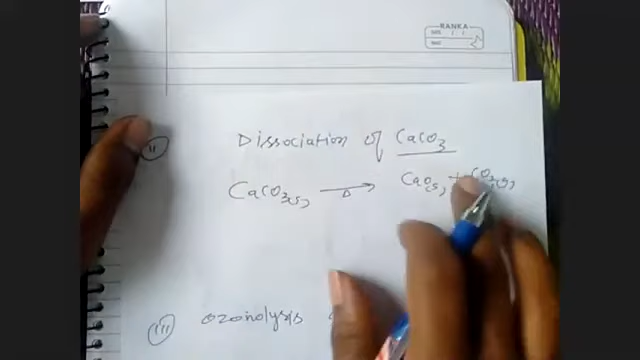 RANKA
(ii) Dissociation of CaCO3
CaCO3(s) →Δ CaO(s) + CO2(g)
(iii) ozonolysis